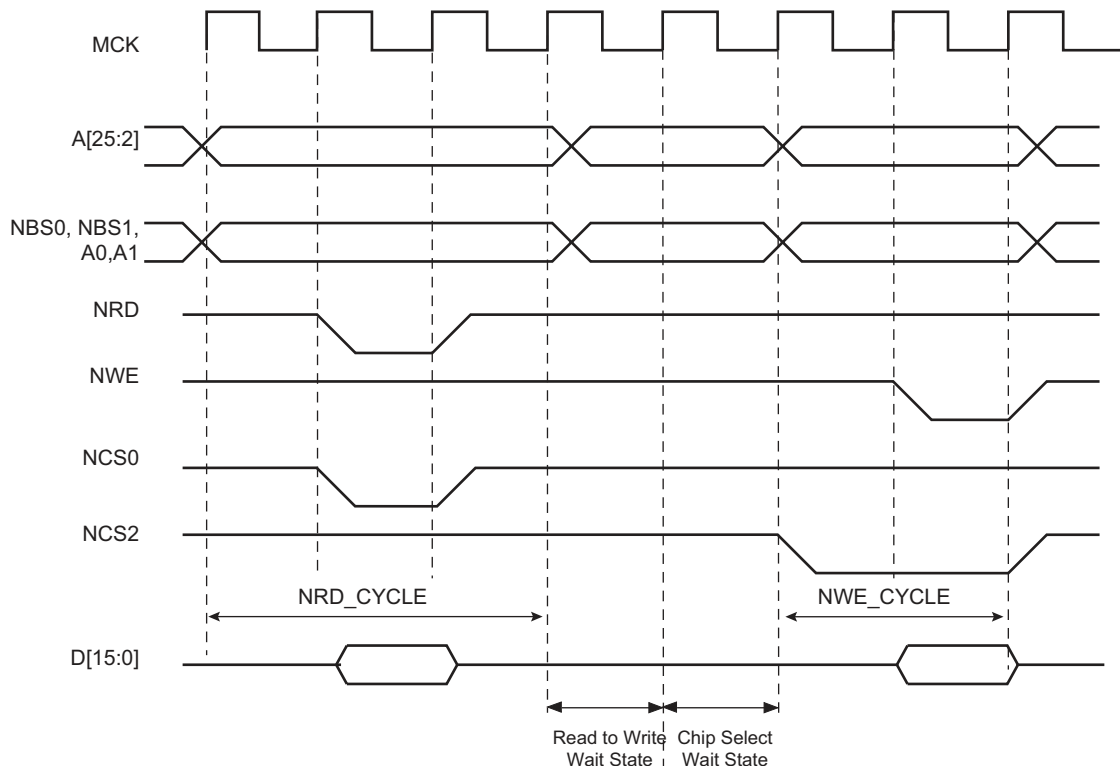 MCK
A[25:2]
NBS0, NBS1,
A0,A1
NRD
NWE
NCS0
NCS2
NRD_CYCLE
NWE_CYCLE
D[15:0]
Read to Write
Wait State
Chip Select
Wait State